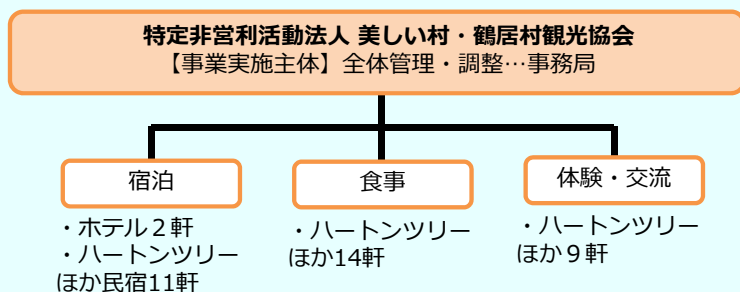 特定非営利活動法人 美しい村・鶴居村観光協会
【事業実施主体】全体管理・調整…事務局
宿泊
・ホテル２軒
・ハートンツリー
ほか民宿11軒
食事
・ハートンツリー
ほか14軒
体験・交流
・ハートンツリー
ほか９軒